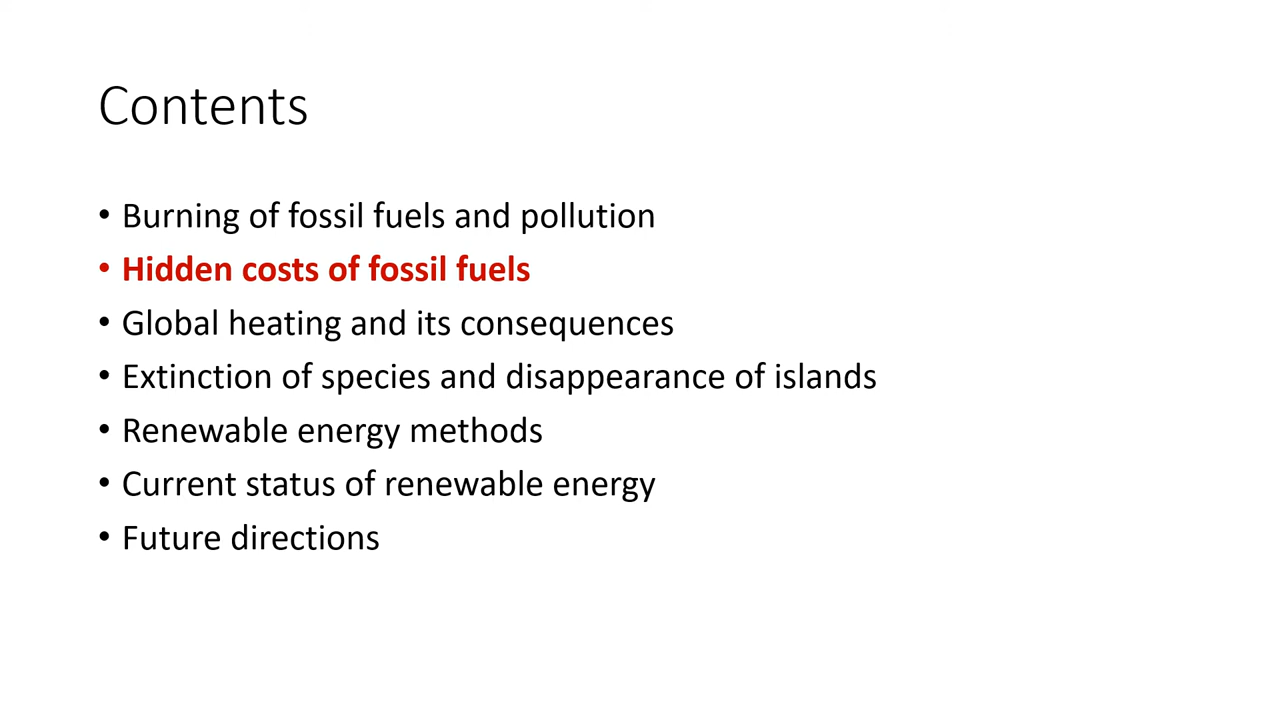 Contents
• Burning of fossil fuels and pollution
• Hidden costs of fossil fuels
• Global heating and its consequences
• Extinction of species and disappearance of islands
• Renewable energy methods
• Current status of renewable energy
• Future directions